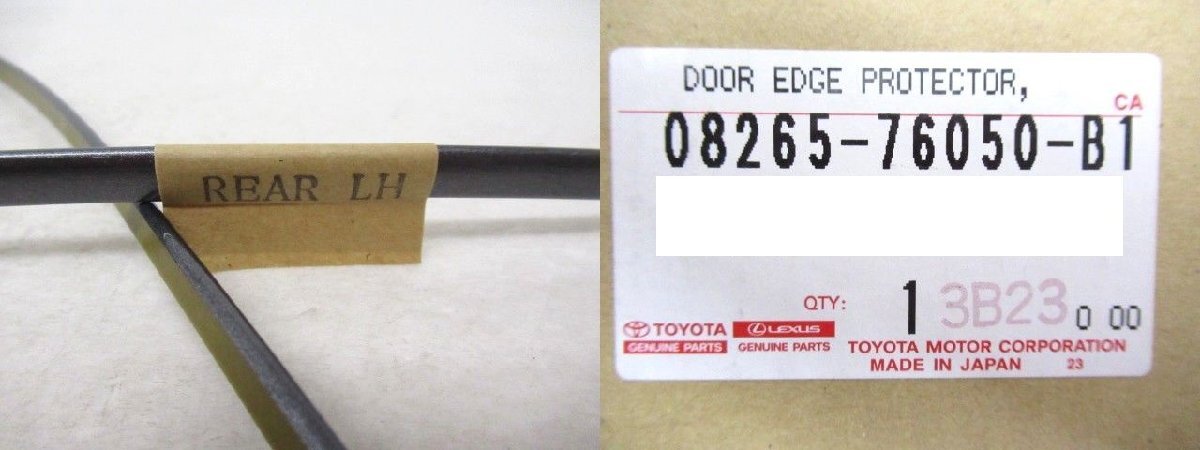 REAR LH
DOOR EDGE PROTECTOR,
CA
08265-76050-B1
QTY: 1 3B23 0 00
TOYOTA LEXUS
GENUINE PARTS GENUINE PARTS
TOYOTA MOTOR CORPORATION
MADE IN JAPAN 23